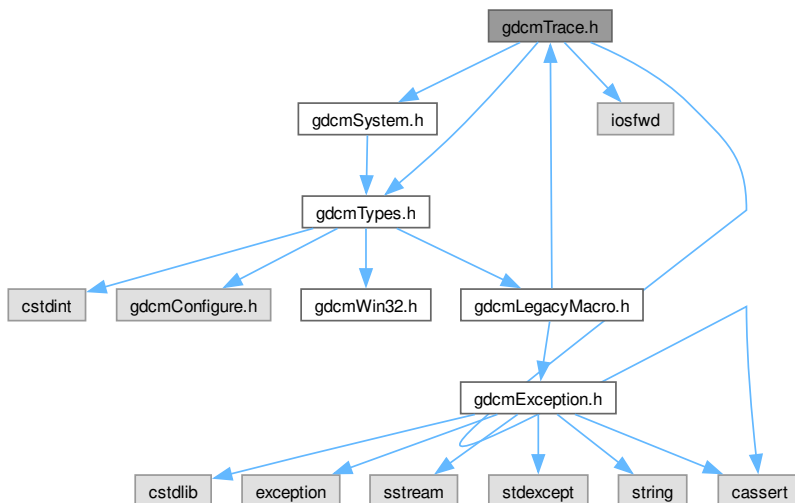 gdcmTrace.h
gdcmSystem.h
iosfwd
gdcmTypes.h
cstdint
gdcmConfigure.h
gdcmWin32.h
gdcmLegacyMacro.h
gdcmException.h
cstdlib
exception
sstream
stdexcept
string
cassert